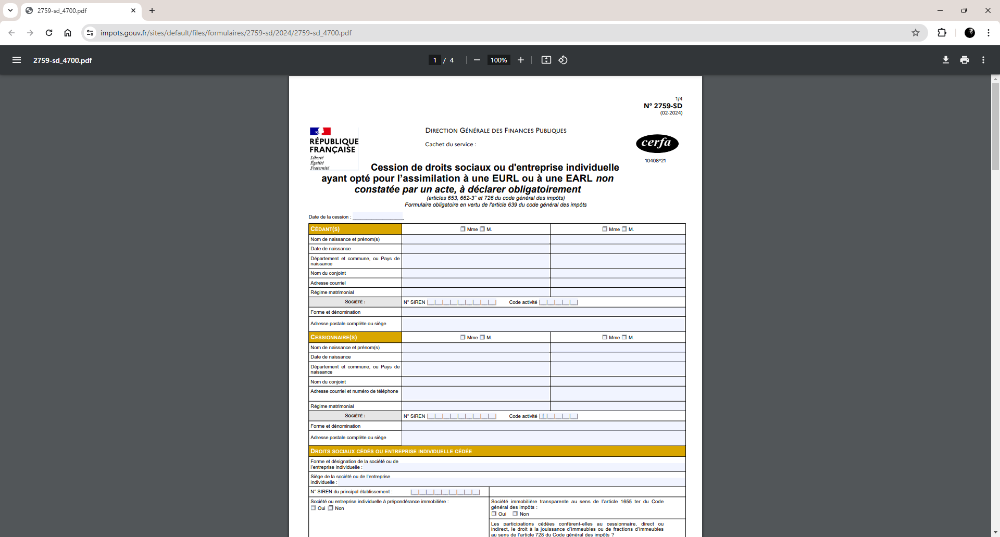 2759-sd_4700.pdf
impots.gouv.fr/sites/default/files/formulaires/2759-sd/2024/2759-sd_4700.pdf
2759-sd_4700.pdf
1 / 4
100%
1/4
N° 2759-SD
(02-2024)
RÉPUBLIQUE
FRANÇAISE
Liberté
Égalité
Fraternité
DIRECTION GÉNÉRALE DES FINANCES PUBLIQUES
Cachet du service :
cerfa
10408*21
Cession de droits sociaux ou d'entreprise individuelle
ayant opté pour l’assimilation à une EURL ou à une EARL non
constatée par un acte, à déclarer obligatoirement
(articles 653, 662-3° et 726 du code général des impôts)
Formulaire obligatoire en vertu de l'article 639 du code général des impôts
Date de la cession :
CÉDANT(S) Mme M. Mme M.
Nom de naissance et prénom(s)
Date de naissance
Département et commune, ou Pays de
naissance
Nom du conjoint
Adresse courriel
Régime matrimonial
SOCIÉTÉ : N° SIREN Code activité
Forme et dénomination
Adresse postale complète ou siège
CESSIONNAIRE(S) Mme M. Mme M.
Nom de naissance et prénom(s)
Date de naissance
Département et commune, ou Pays de
naissance
Nom du conjoint
Adresse courriel et numéro de téléphone
Régime matrimonial
SOCIÉTÉ : N° SIREN Code activité f
Forme et dénomination
Adresse postale complète ou siège
DROITS SOCIAUX CÉDÉS OU ENTREPRISE INDIVIDUELLE CÉDÉE
Forme et désignation de la société ou de
l’entreprise individuelle :
Siège de la société ou de l’entreprise
individuelle :
N° SIREN du principal établissement :
Société ou entreprise individuelle à prépondérance immobilière :
Oui Non
Société immobilière transparente au sens de l’article 1655 ter du Code
général des impôts :
Oui Non
Les participations cédées confèrent-elles au cessionnaire, direct ou
indirect, le droit à la jouissance d’immeubles ou de fractions d’immeubles
au sens de l’article 728 du Code général des impôts ?